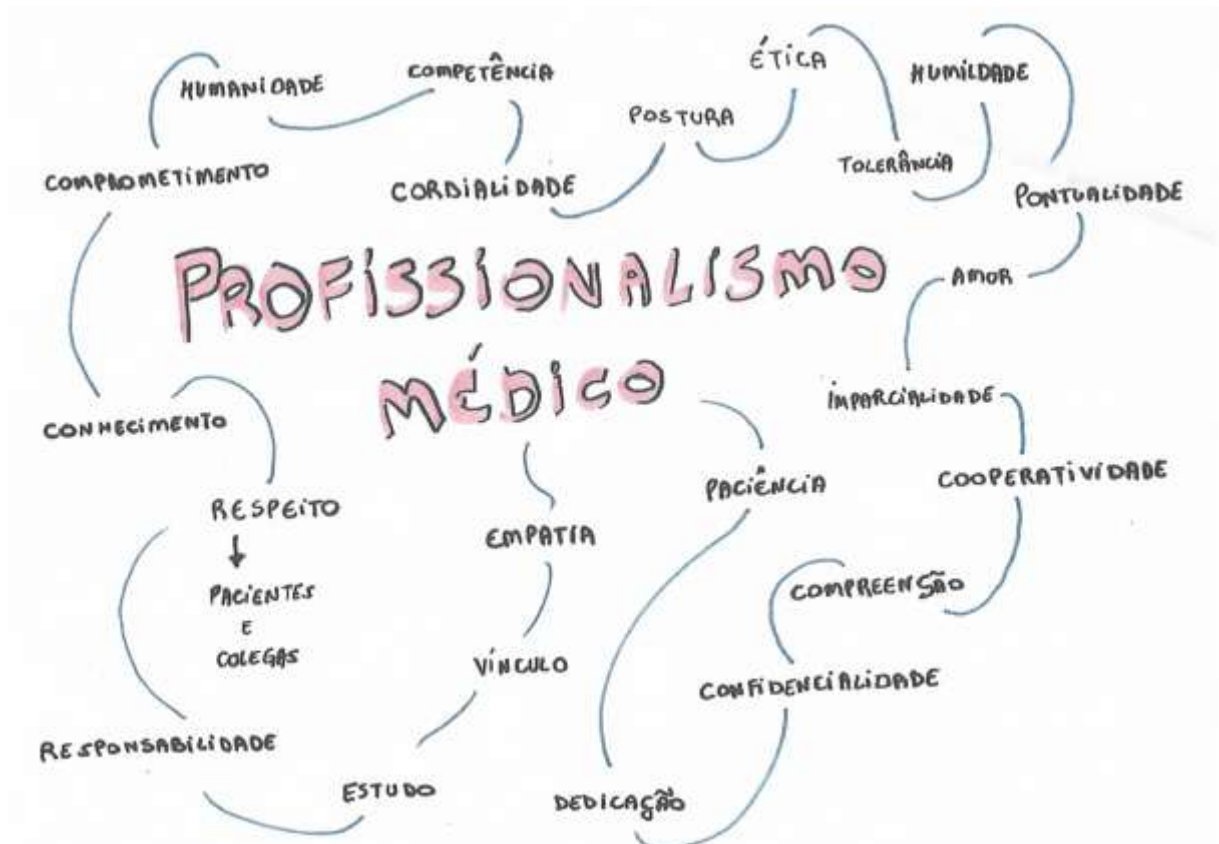 HUMANIDADE
COMPETÊNCIA
ÉTICA
HUMILDADE
POSTURA
COMPROMETIMENTO
CORDIALIDADE
TOLERÂNCIA
PONTUALIDADE
PROFISSIONALISMO
MÉDICO
AMOR
IMPARCIALIDADE
CONHECIMENTO
PACIÊNCIA
COOPERATIVIDADE
RESPEITO
↓
PACIENTES
E
COLEGAS
EMPATIA
COMPREENSÃO
VÍNCULO
CONFIDENCIALIDADE
RESPONSABILIDADE
ESTUDO
DEDICAÇÃO